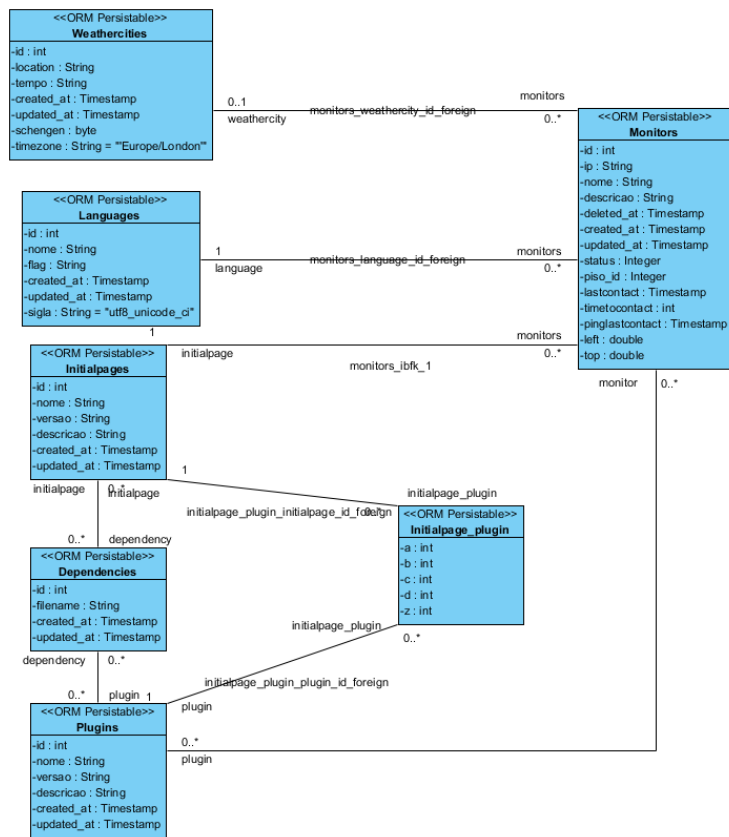 <<ORM Persistable>>
Weathercities
-id : int
-location : String
-tempo : String
-created_at : Timestamp
-updated_at : Timestamp
-schengen : byte
-timezone : String = "'Europe/London'"
0..1
weathercity
monitors_weathercity_id_foreign
monitors
0..*
<<ORM Persistable>>
Monitors
-id : int
-ip : String
-nome : String
-descricao : String
-deleted_at : Timestamp
-created_at : Timestamp
-updated_at : Timestamp
-status : Integer
-piso_id : Integer
-lastcontact : Timestamp
-timetocontact : int
-pinglastcontact : Timestamp
-left : double
-top : double
<<ORM Persistable>>
Languages
-id : int
-nome : String
-flag : String
-created_at : Timestamp
-updated_at : Timestamp
-sigla : String = "utf8_unicode_ci"
1
language
monitors_language_id_foreign
monitors
0..*
1
initialpage
monitors_ibfk_1
monitors
0..*
monitor
0..*
<<ORM Persistable>>
Initialpages
-id : int
-nome : String
-versao : String
-descricao : String
-created_at : Timestamp
-updated_at : Timestamp
initialpage
0..*
initialpage
1
initialpage_plugin_initialpage_id_foreign
0..*
initialpage_plugin
<<ORM Persistable>>
Initialpage_plugin
-a : int
-b : int
-c : int
-d : int
-z : int
0..*
dependency
<<ORM Persistable>>
Dependencies
-id : int
-filename : String
-created_at : Timestamp
-updated_at : Timestamp
initialpage_plugin
0..*
dependency
0..*
0..*
plugin
1
initialpage_plugin_plugin_id_foreign
plugin
<<ORM Persistable>>
Plugins
-id : int
-nome : String
-versao : String
-descricao : String
-created_at : Timestamp
-updated_at : Timestamp
0..*
plugin